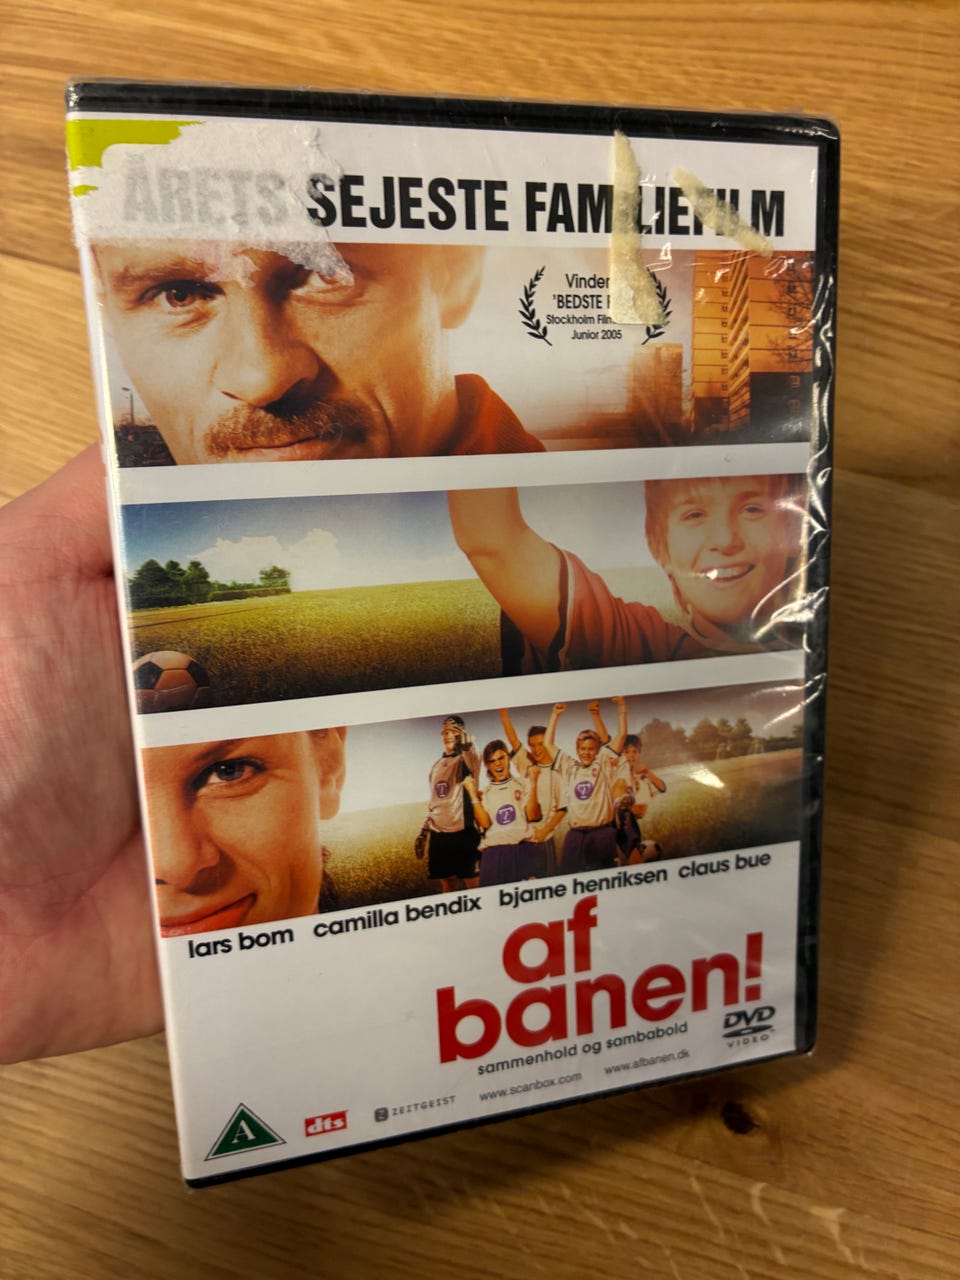 ÅRETS SEJESTE FAMILIEFILM
Vinder
'BEDSTE
Stockholm
Junior 2005
T
T
lars bom camilla bendix bjarne henriksen claus bue
af
banen!
sammenhold og sambabold
DVD
VIDEO
A
dts
Z ZEITGEIST
www.scanbox.com
www.afbanen.dk